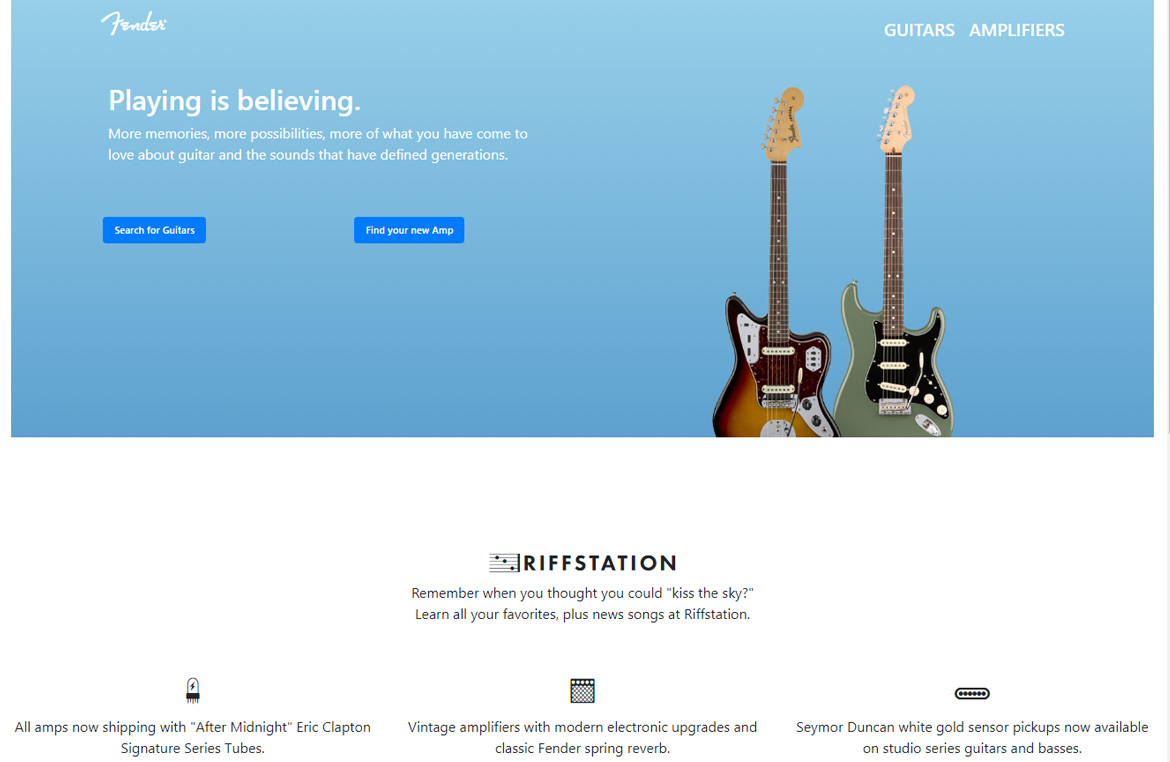 Fender
GUITARS AMPLIFIERS
Playing is believing.
More memories, more possibilities, more of what you have come to
love about guitar and the sounds that have defined generations.
Search for Guitars
Find your new Amp
RIFFSTATION
Remember when you thought you could "kiss the sky?"
Learn all your favorites, plus news songs at Riffstation.
All amps now shipping with "After Midnight" Eric Clapton
Signature Series Tubes.
Vintage amplifiers with modern electronic upgrades and
classic Fender spring reverb.
Seymor Duncan white gold sensor pickups now available
on studio series guitars and basses.